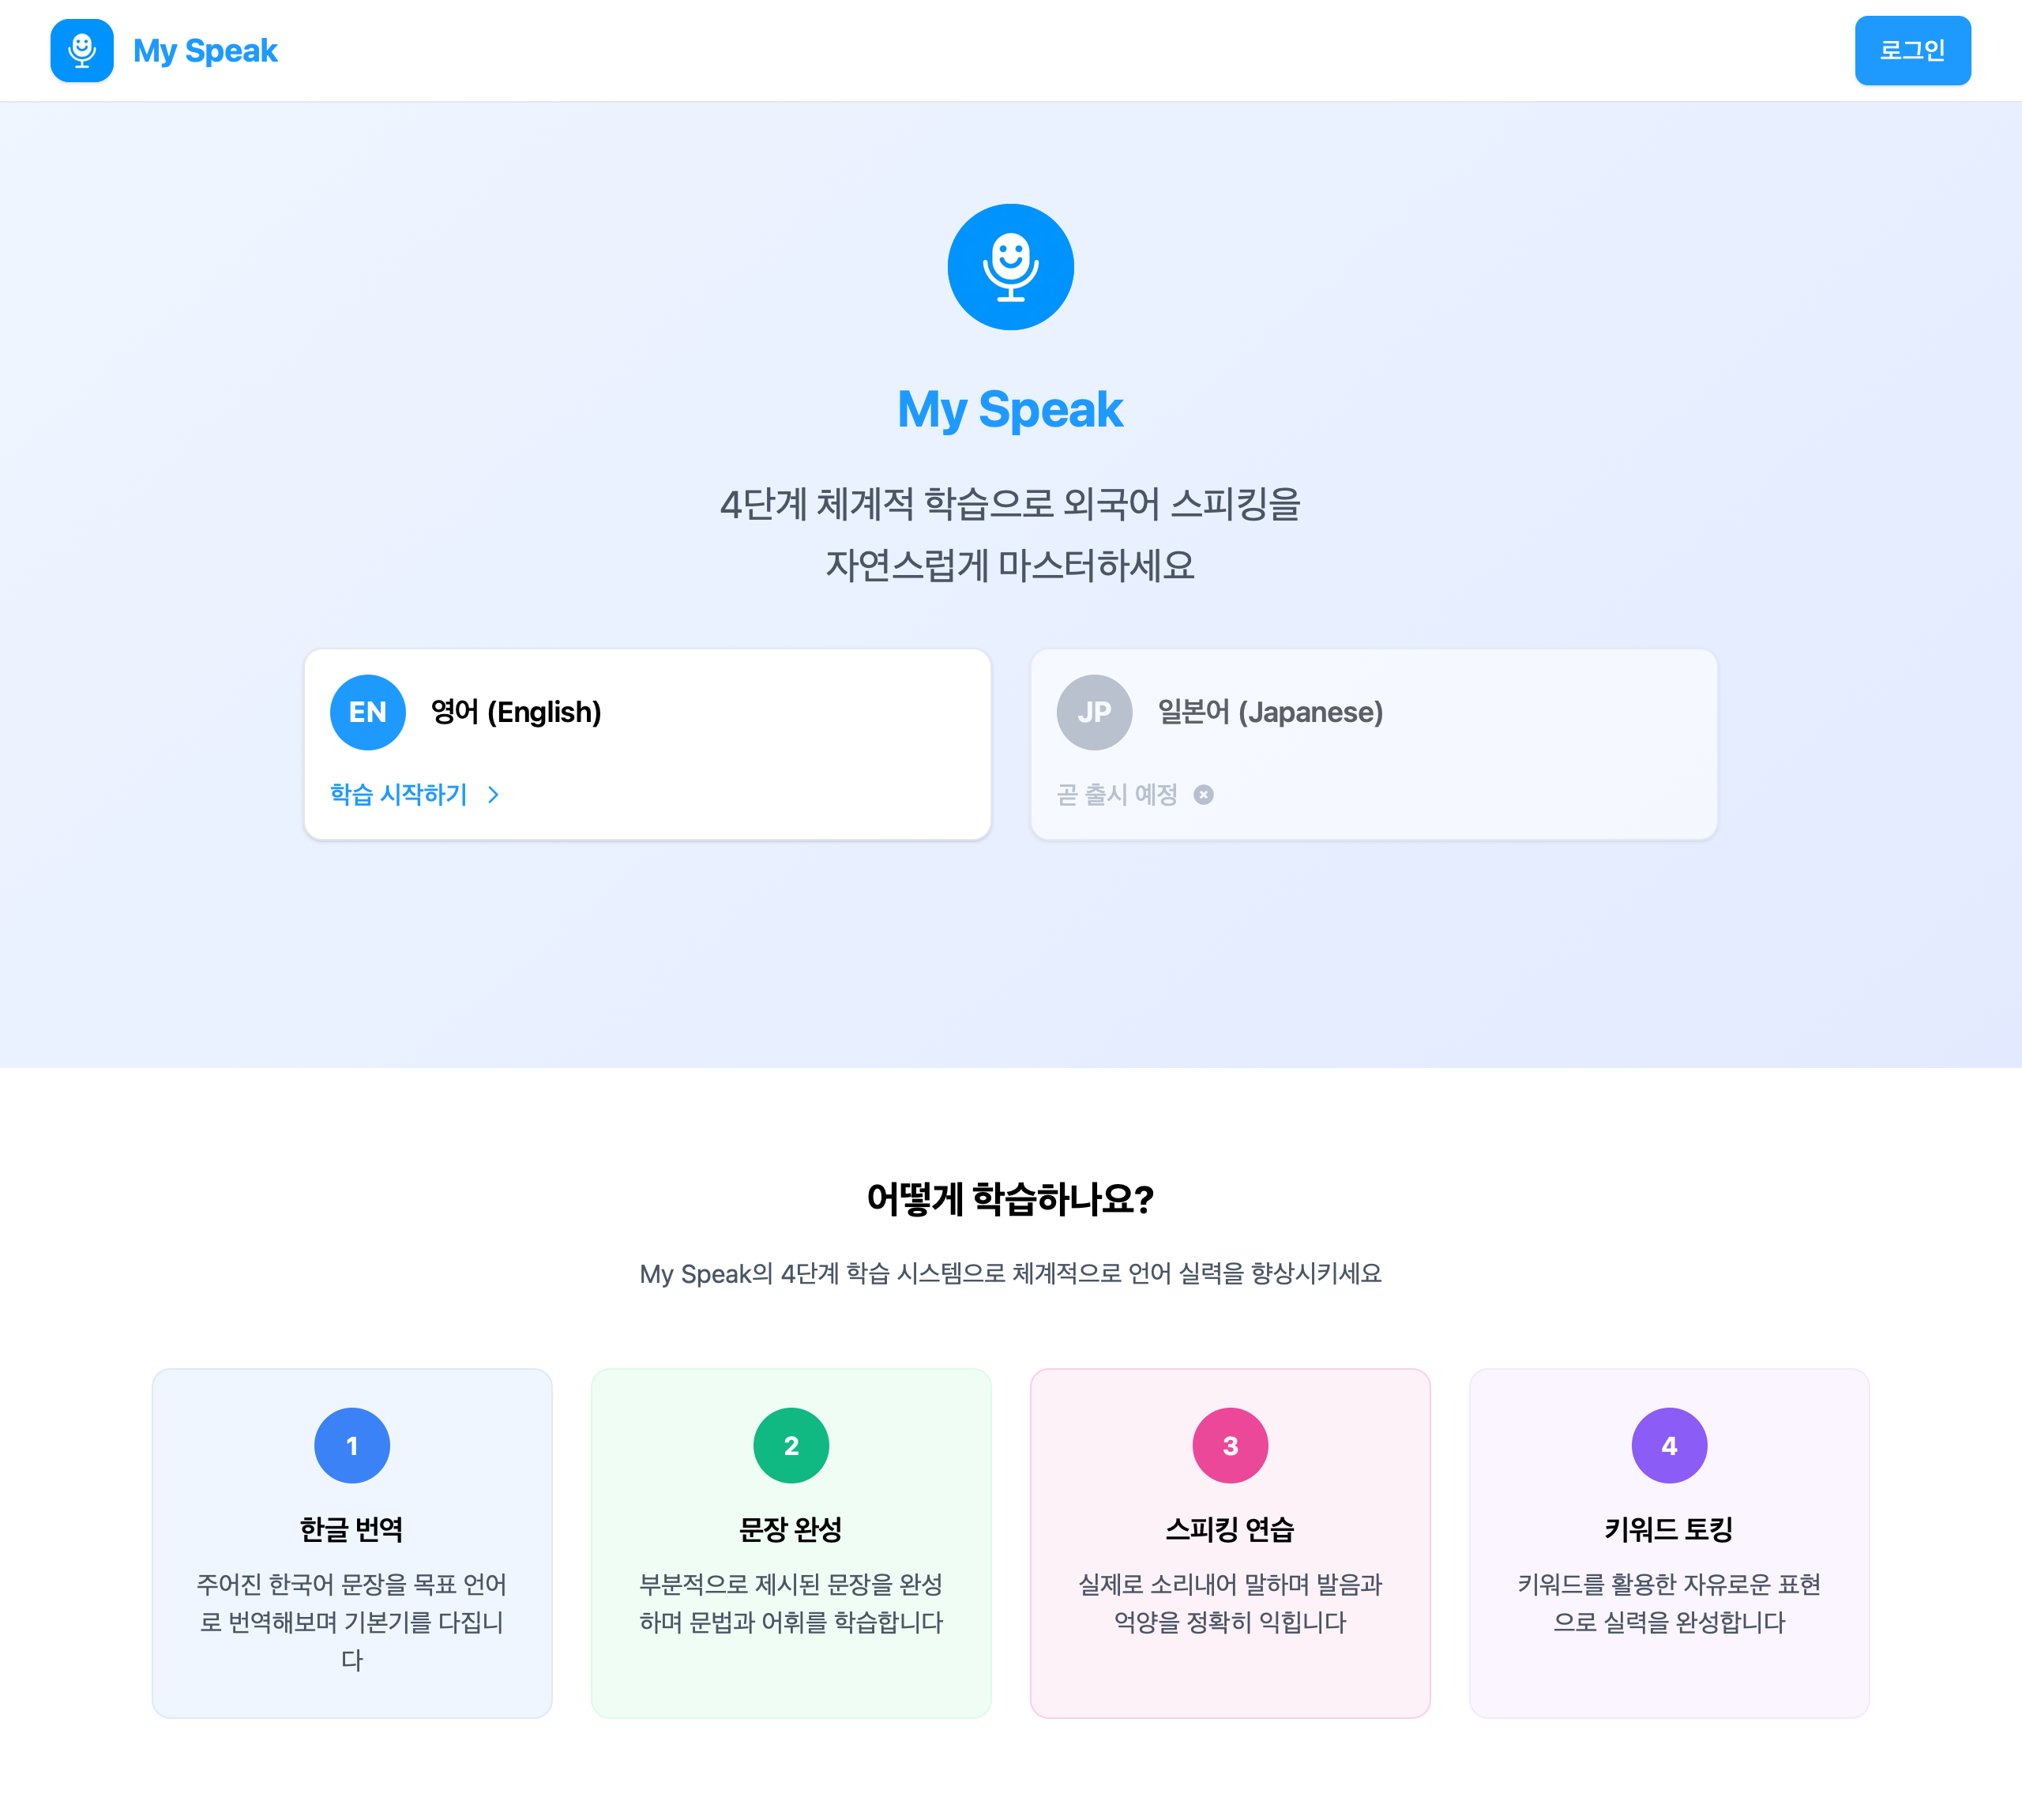 My Speak
로그인
My Speak
4단계 체계적 학습으로 외국어 스피킹을
자연스럽게 마스터하세요
EN
영어 (English)
학습 시작하기
JP
일본어 (Japanese)
곧 출시 예정
어떻게 학습하나요?
My Speak의 4단계 학습 시스템으로 체계적으로 언어 실력을 향상시키세요
1
한글 번역
주어진 한국어 문장을 목표 언어
로 번역해보며 기본기를 다집니
다
2
문장 완성
부분적으로 제시된 문장을 완성
하며 문법과 어휘를 학습합니다
3
스피킹 연습
실제로 소리내어 말하며 발음과
억양을 정확히 익힙니다
4
키워드 토킹
키워드를 활용한 자유로운 표현
으로 실력을 완성합니다